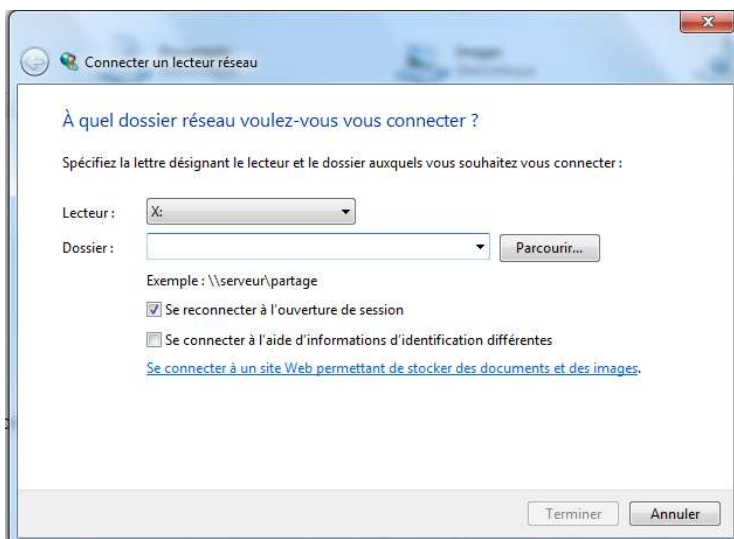 Connecter un lecteur réseau
À quel dossier réseau voulez-vous vous connecter ?
Spécifiez la lettre désignant le lecteur et le dossier auxquels vous souhaitez vous connecter :
Lecteur : X:
Dossier : Parcourir...
Exemple : \\serveur\partage
Se reconnecter à l'ouverture de session
Se connecter à l'aide d'informations d'identification différentes
Se connecter à un site Web permettant de stocker des documents et des images.
Terminer Annuler